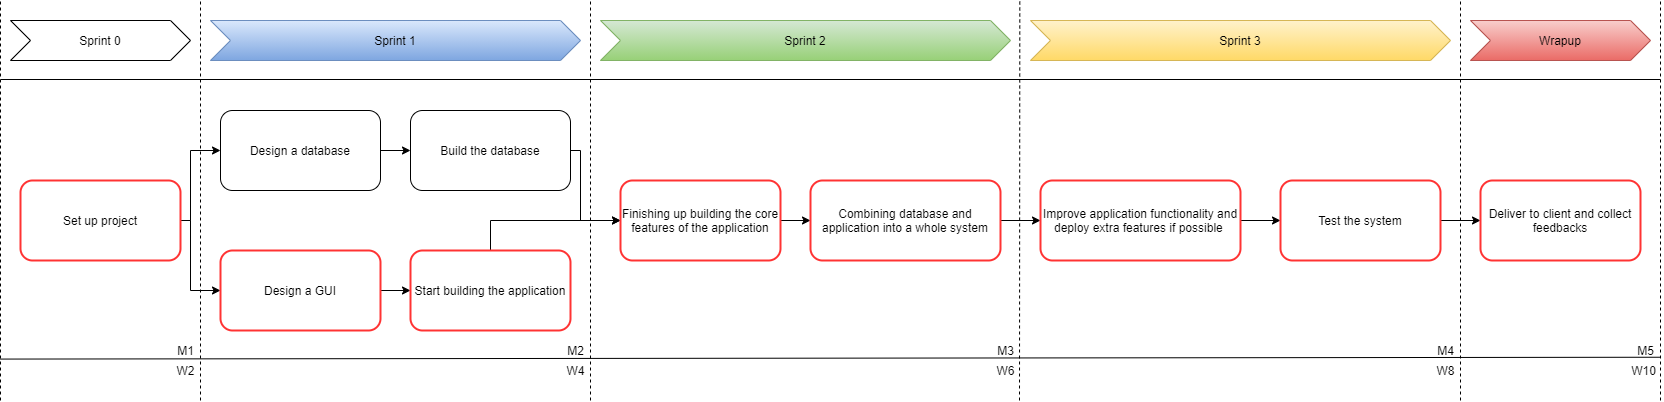 Sprint 0
Sprint 1
Sprint 2
Sprint 3
Wrapup
Design a database
Build the database
Set up project
Finishing up building the core
features of the application
Combining database and
application into a whole system
Improve application functionality and
deploy extra features if possible
Test the system
Deliver to client and collect
feedbacks
Design a GUI
Start building the application
M1
M2
M3
M4
M5
W2
W4
W6
W8
W10